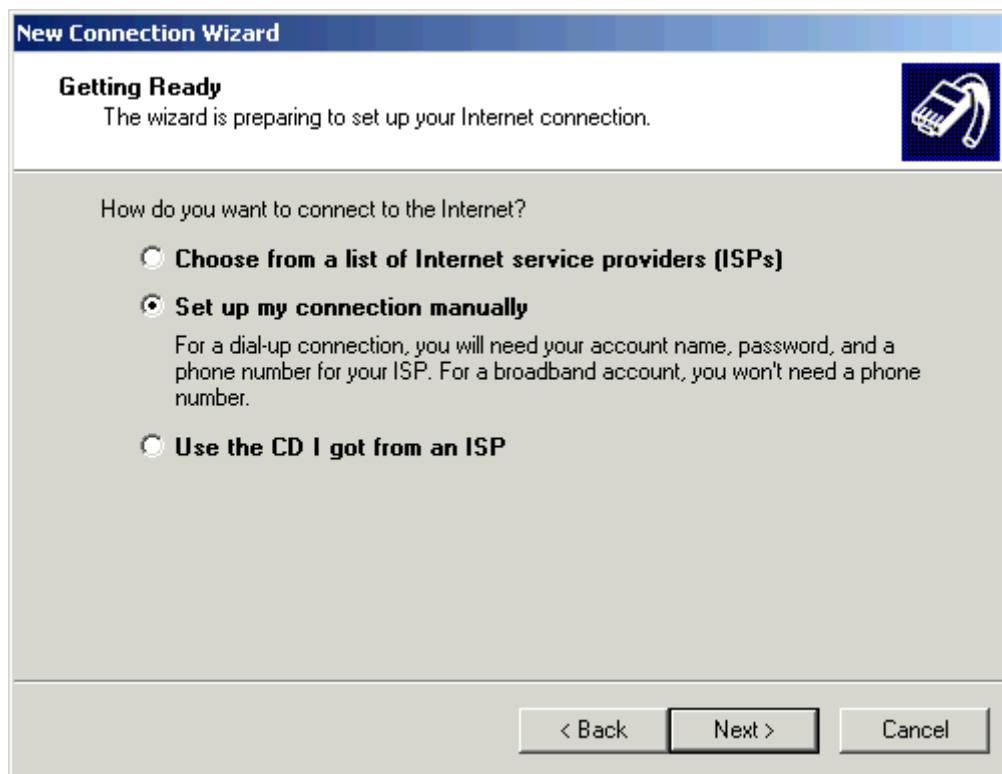 New Connection Wizard
Getting Ready
The wizard is preparing to set up your Internet connection.
How do you want to connect to the Internet?
Choose from a list of Internet service providers (ISPs)
Set up my connection manually
For a dial-up connection, you will need your account name, password, and a
phone number for your ISP. For a broadband account, you won't need a phone
number.
Use the CD I got from an ISP
< Back
Next >
Cancel